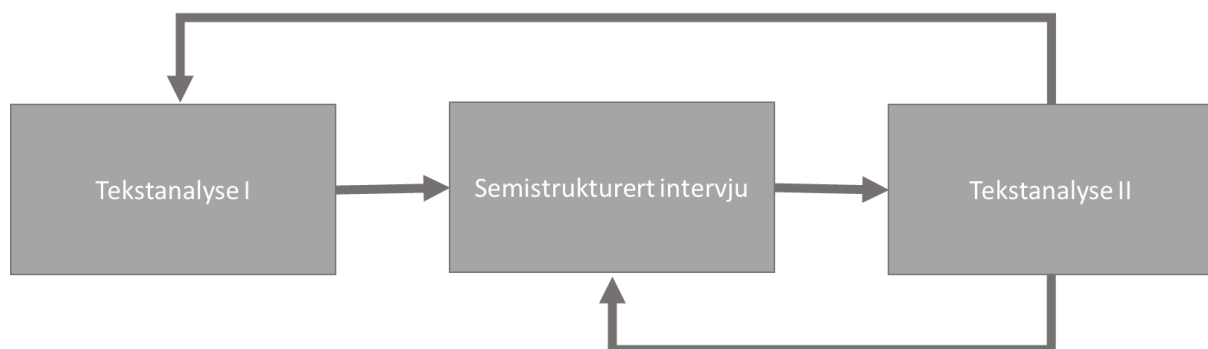 Tekstanalyse I
Semistrukturert intervju
Tekstanalyse II